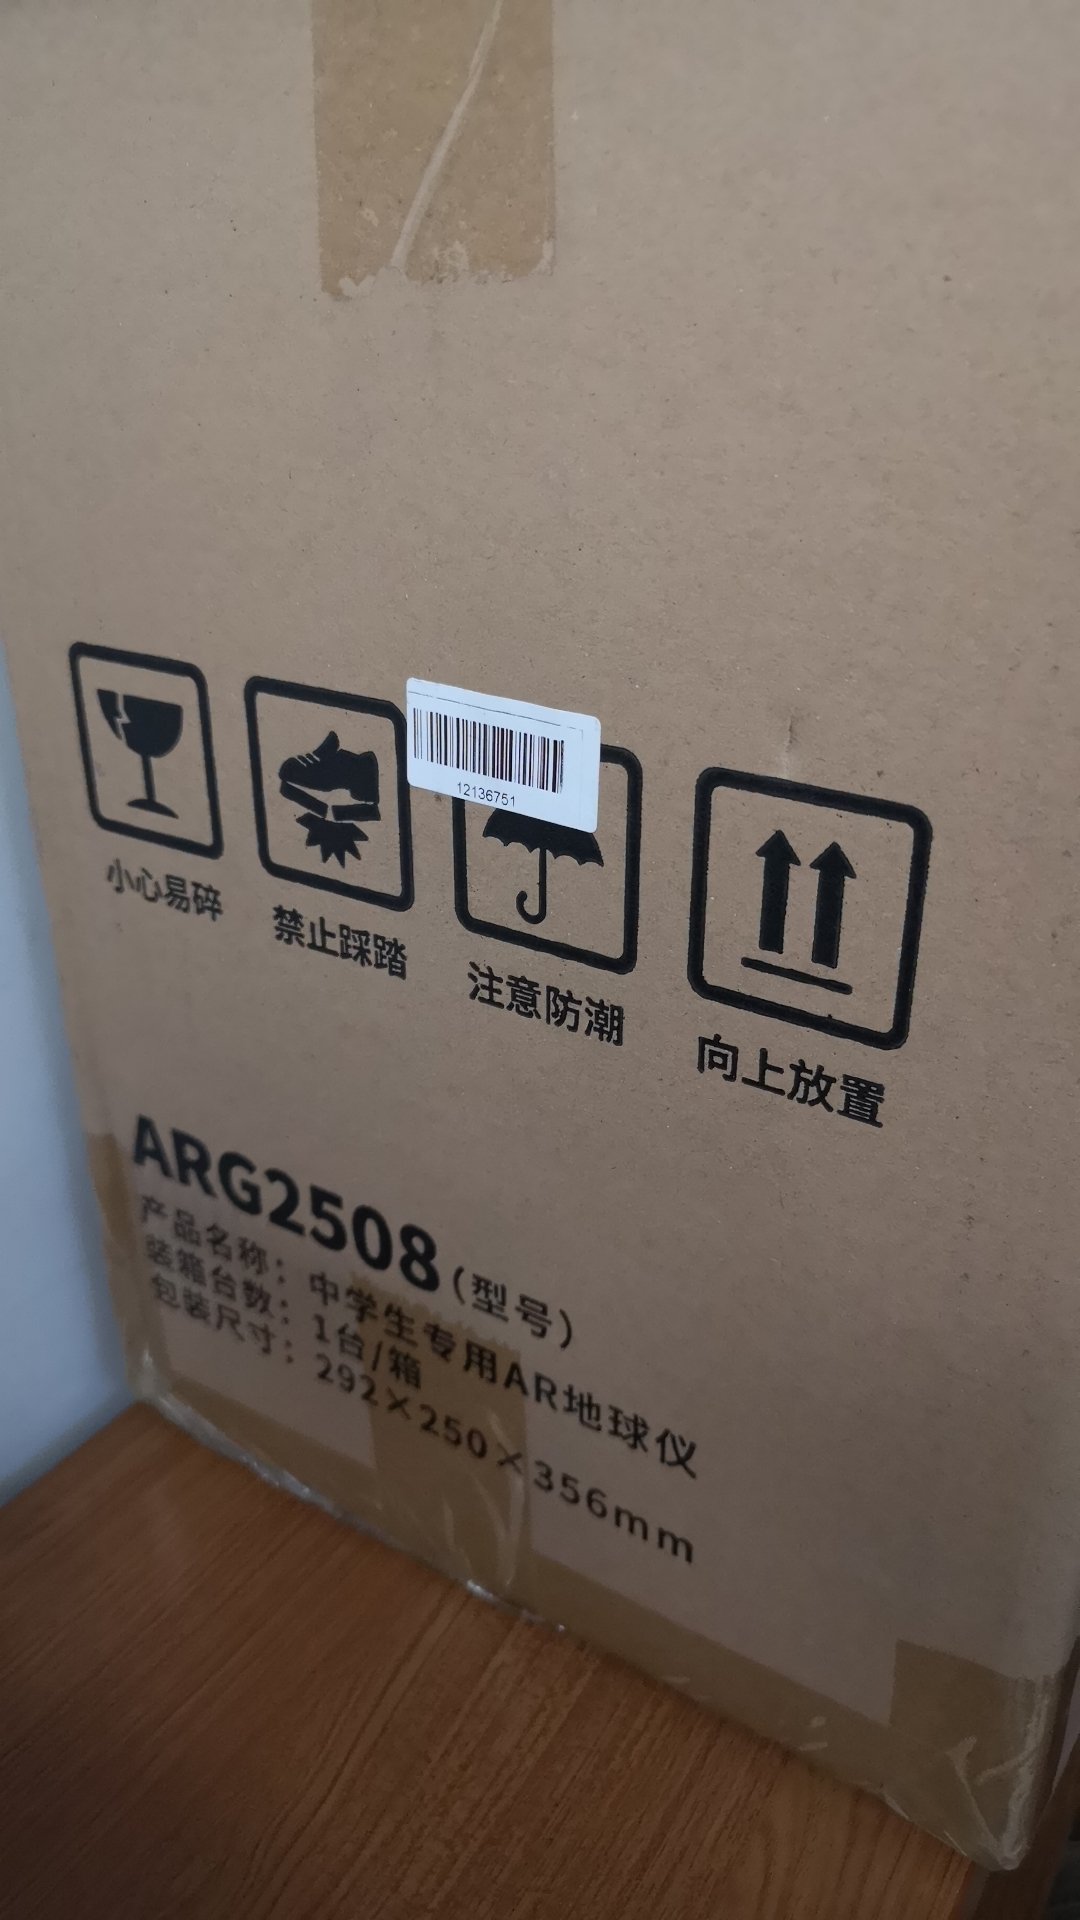 12136751
小心易碎
禁止踩踏
注意防潮
向上放置
ARG2508(型号)
产品名称：中学生专用AR地球仪
装箱台数：1台/箱
包装尺寸：292×250×356mm